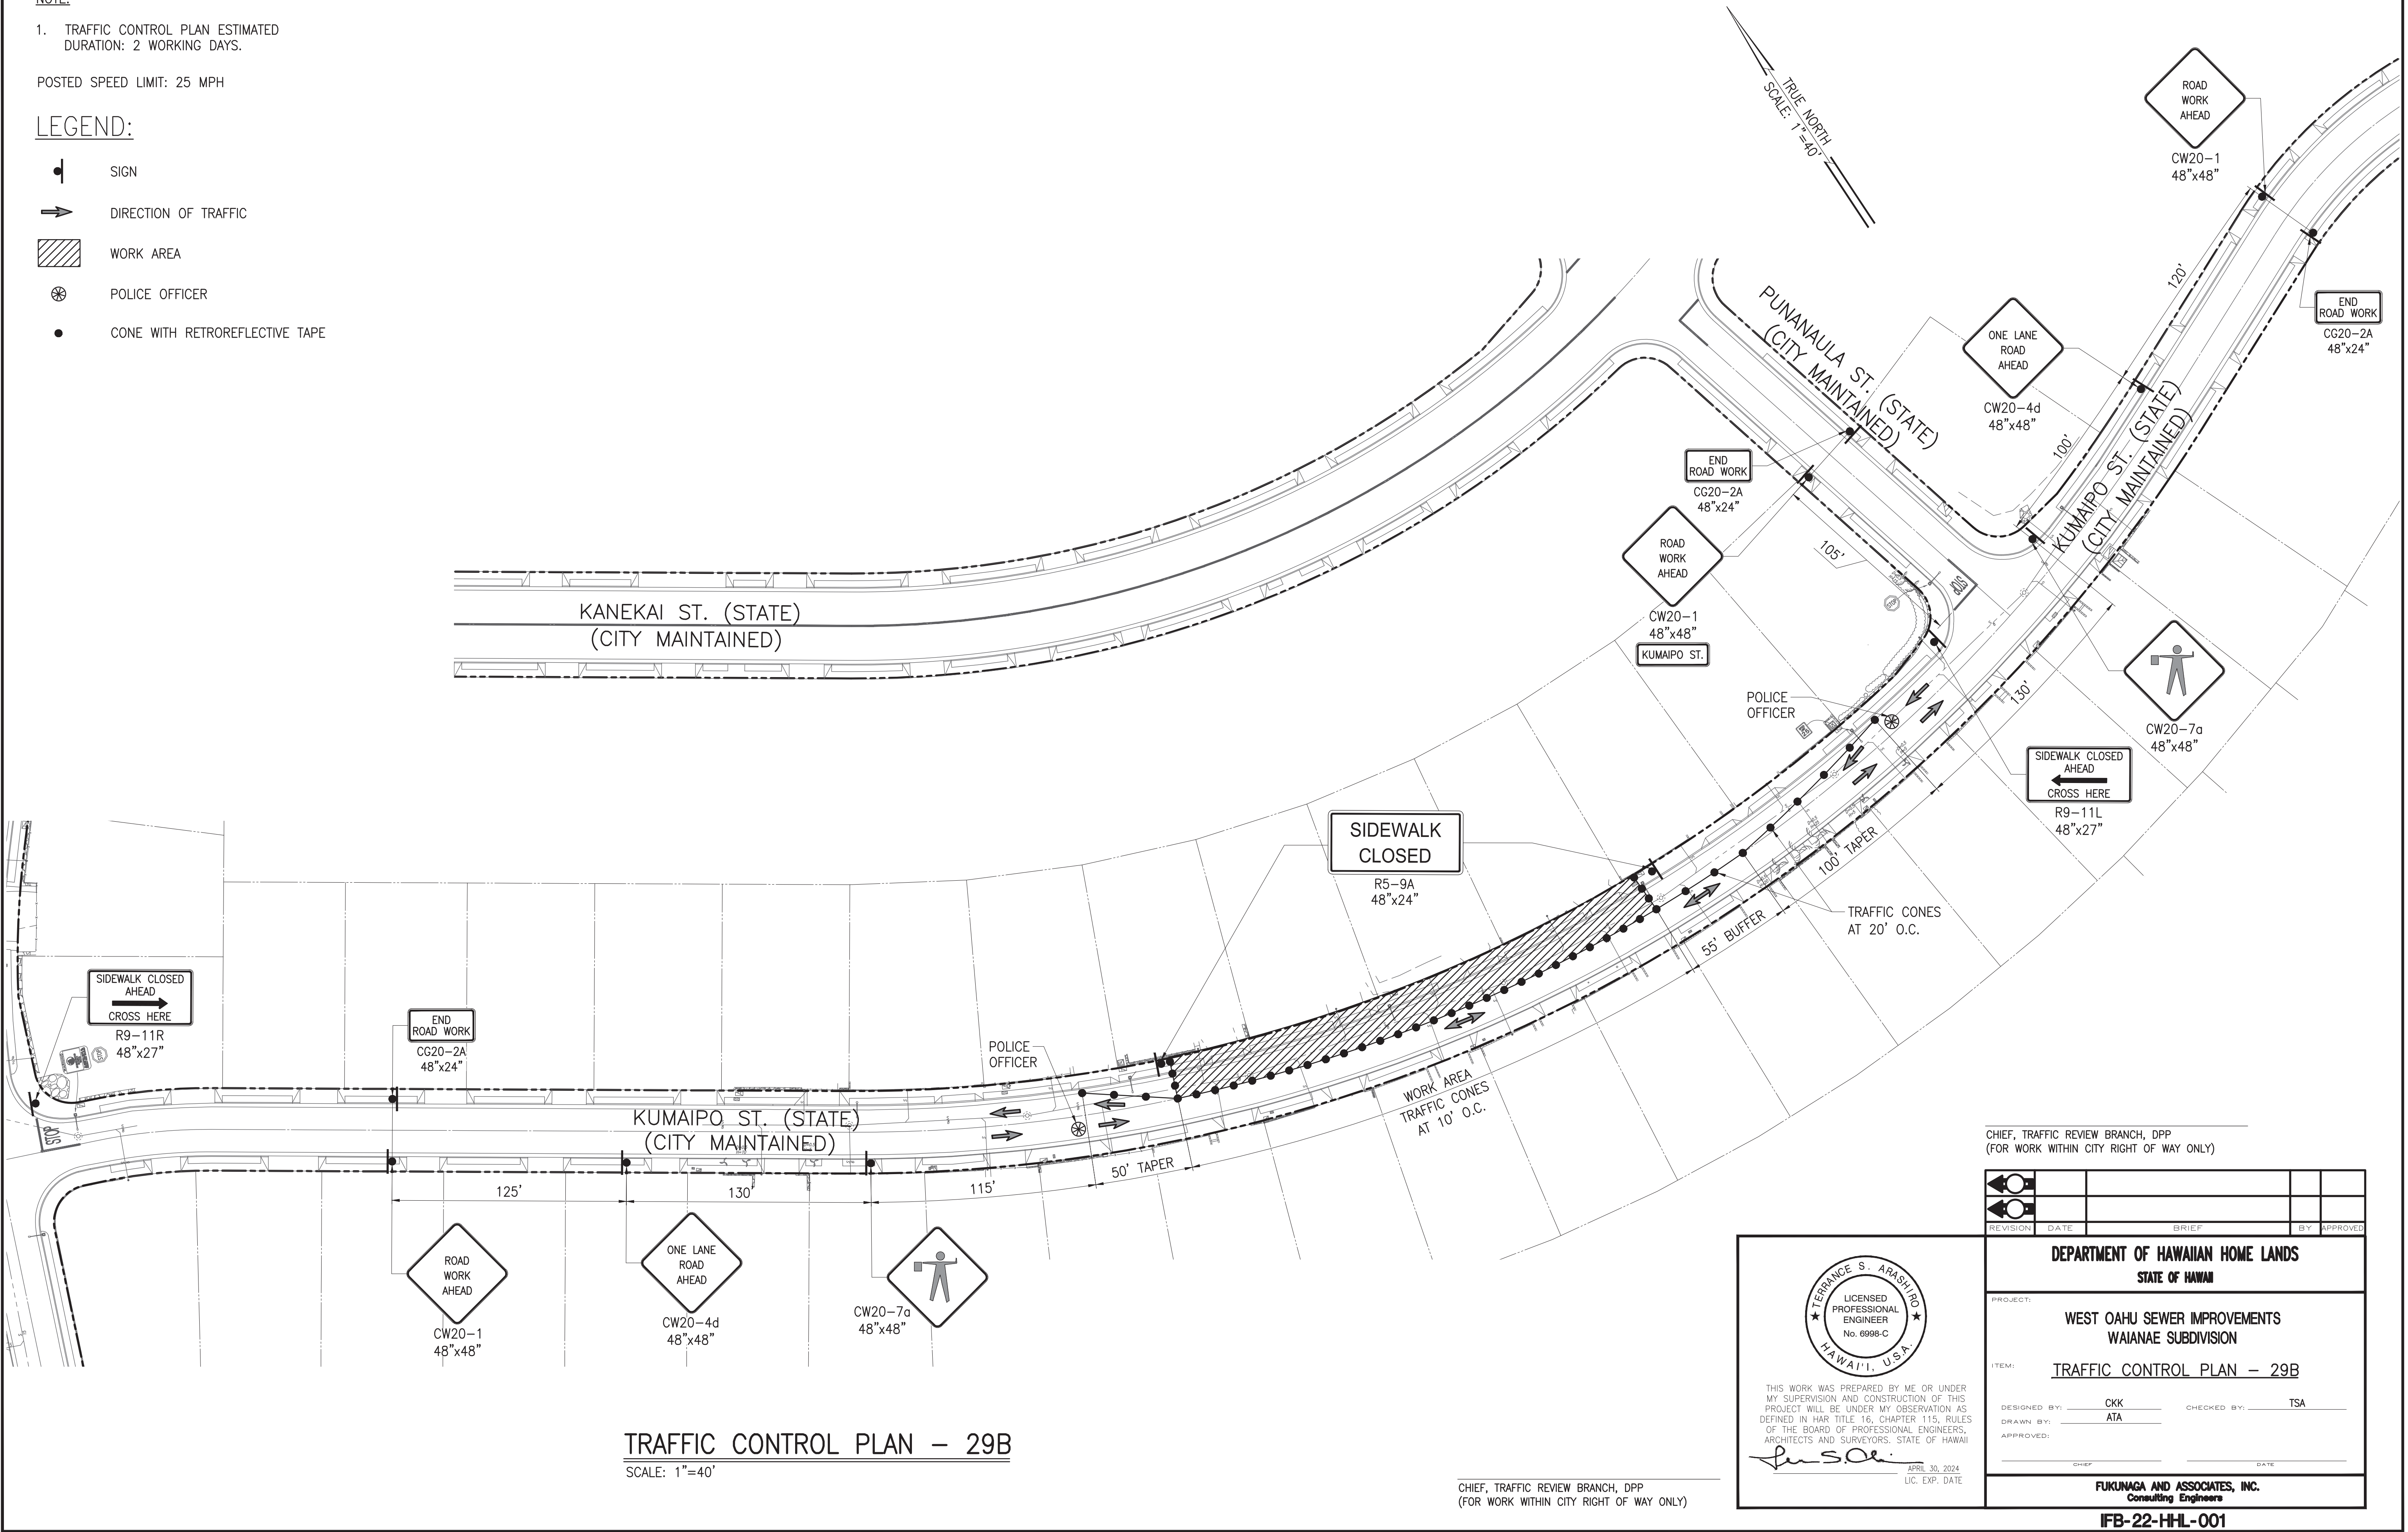 NOTE:
1. TRAFFIC CONTROL PLAN ESTIMATED
DURATION: 2 WORKING DAYS.
POSTED SPEED LIMIT: 25 MPH
LEGEND:
SIGN
DIRECTION OF TRAFFIC
WORK AREA
POLICE OFFICER
CONE WITH RETROREFLECTIVE TAPE
TRUE NORTH
SCALE: 1"=40'
ROAD
WORK
AHEAD
CW20-1
48"x48"
120'
END
ROAD WORK
CG20-2A
48"x24"
ONE LANE
ROAD
AHEAD
CW20-4d
48"x48"
100'
PUNANAULA ST. (STATE)
(CITY MAINTAINED)
KUMAIPO ST. (STATE)
(CITY MAINTAINED)
END
ROAD WORK
CG20-2A
48"x24"
ROAD
WORK
AHEAD
CW20-1
48"x48"
KUMAIPO ST.
105'
STOP
STOP
KANEKAI ST. (STATE)
(CITY MAINTAINED)
POLICE
OFFICER
130'
CW20-7a
48"x48"
SIDEWALK CLOSED
AHEAD
CROSS HERE
R9-11L
48"x27"
SIDEWALK
CLOSED
R5-9A
48"x24"
100' TAPER
TRAFFIC CONES
AT 20' O.C.
55' BUFFER
SIDEWALK CLOSED
AHEAD
CROSS HERE
R9-11R
48"x27"
END
ROAD WORK
CG20-2A
48"x24"
POLICE
OFFICER
WORK AREA
TRAFFIC CONES
AT 10' O.C.
STOP
KUMAIPO ST. (STATE)
(CITY MAINTAINED)
125'
130'
115'
50' TAPER
ROAD
WORK
AHEAD
CW20-1
48"x48"
ONE LANE
ROAD
AHEAD
CW20-4d
48"x48"
CW20-7a
48"x48"
TRAFFIC CONTROL PLAN - 29B
SCALE: 1"=40'
CHIEF, TRAFFIC REVIEW BRANCH, DPP
(FOR WORK WITHIN CITY RIGHT OF WAY ONLY)
CHIEF, TRAFFIC REVIEW BRANCH, DPP
(FOR WORK WITHIN CITY RIGHT OF WAY ONLY)
REVISION DATE BRIEF BY APPROVED
TERRANCE S. ARASHIRO
LICENSED
PROFESSIONAL
ENGINEER
No. 6998-C
HAWAI'I, U.S.A.
THIS WORK WAS PREPARED BY ME OR UNDER
MY SUPERVISION AND CONSTRUCTION OF THIS
PROJECT WILL BE UNDER MY OBSERVATION AS
DEFINED IN HAR TITLE 16, CHAPTER 115, RULES
OF THE BOARD OF PROFESSIONAL ENGINEERS,
ARCHITECTS AND SURVEYORS. STATE OF HAWAII
APRIL 30, 2024
LIC. EXP. DATE
DEPARTMENT OF HAWAIIAN HOME LANDS
STATE OF HAWAII
PROJECT:
WEST OAHU SEWER IMPROVEMENTS
WAIANAE SUBDIVISION
ITEM: TRAFFIC CONTROL PLAN - 29B
DESIGNED BY: CKK CHECKED BY: TSA
DRAWN BY: ATA
APPROVED:
CHIEF DATE
FUKUNAGA AND ASSOCIATES, INC.
Consulting Engineers
IFB-22-HHL-001